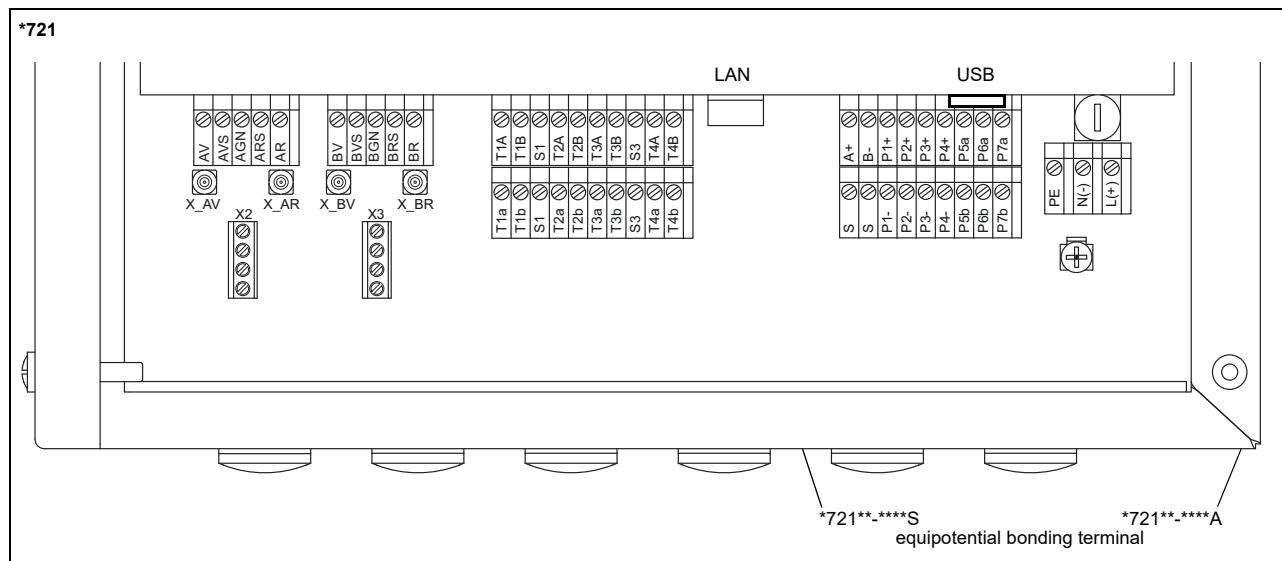 *721
LAN USB
AV AVS AGN ARS AR BV BVS BGN BRS BR T1A T1B S1 T2A T2B T3A T3B S3 T4A T4B A+ B- P1+ P2+ P3+ P4+ P5a P6a P7a
PE N(-) L(+)
X_AV X_AR X_BV X_BR
X2 X3
T1a T1b S1 T2a T2b T3a T3b S3 T4a T4b S S P1- P2- P3- P4- P5b P6b P7b
*721**-****S *721**-****A
equipotential bonding terminal